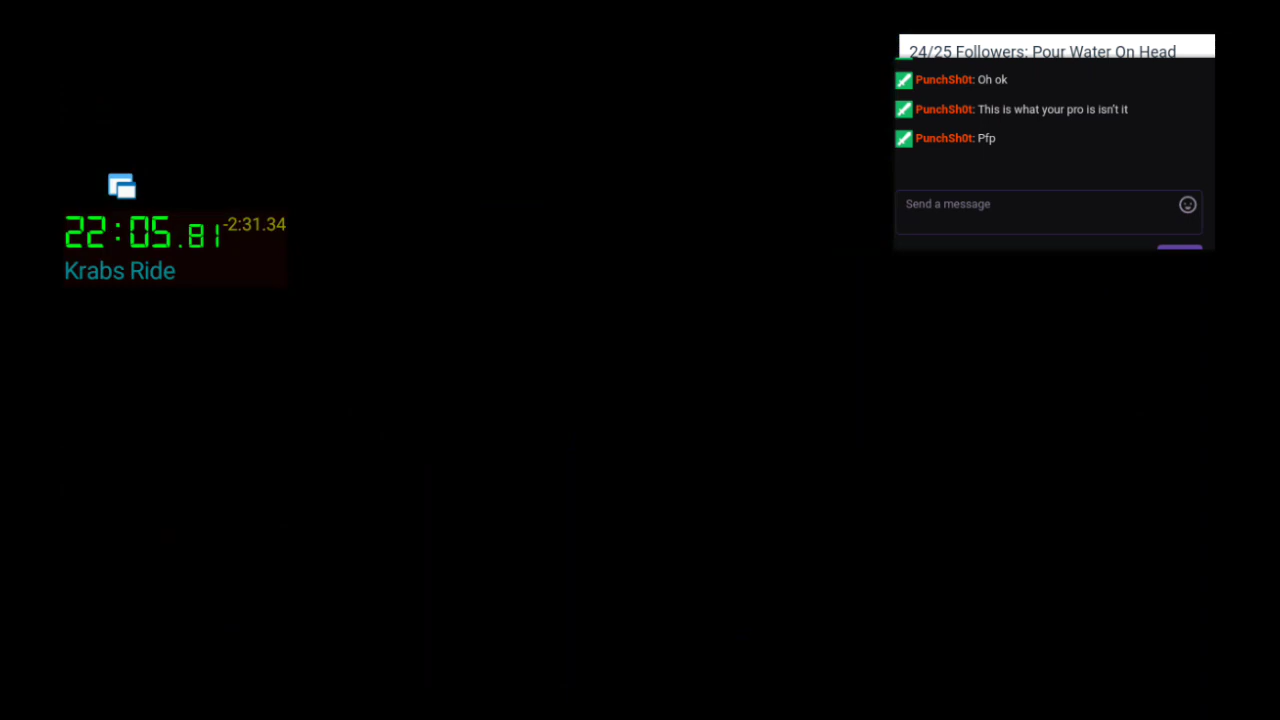 24/25 Followers: Pour Water On Head
PunchSh0t: Oh ok
PunchSh0t: This is what your pro is isn't it
PunchSh0t: Pfp
Send a message
22:05.81
-2:31.34
Krabs Ride